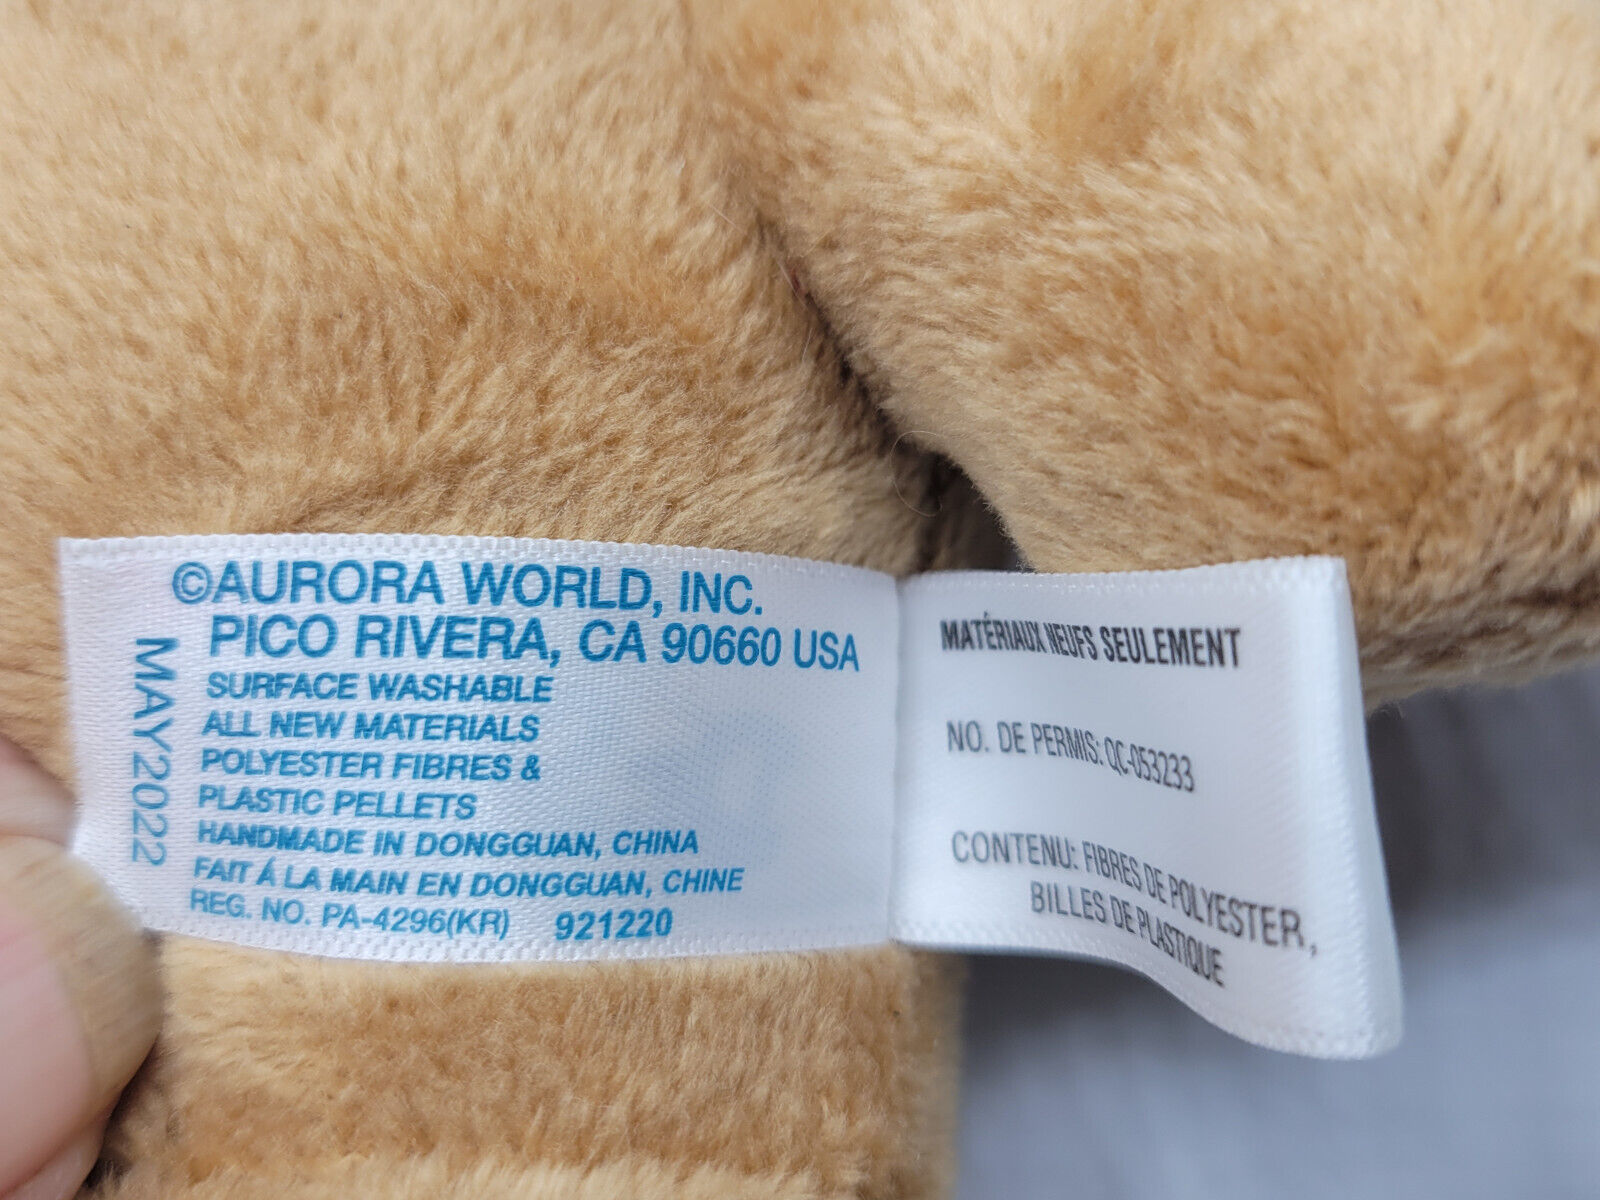 ©AURORA WORLD, INC.
PICO RIVERA, CA 90660 USA
SURFACE WASHABLE
ALL NEW MATERIALS
POLYESTER FIBRES &
PLASTIC PELLETS
HANDMADE IN DONGGUAN, CHINA
FAIT Á LA MAIN EN DONGGUAN, CHINE
REG. NO. PA-4296(KR) 921220
MAY2022
MATÉRIAUX NEUFS SEULEMENT
NO. DE PERMIS: QC-053233
CONTENU: FIBRES DE POLYESTER,
BILLES DE PLASTIQUE